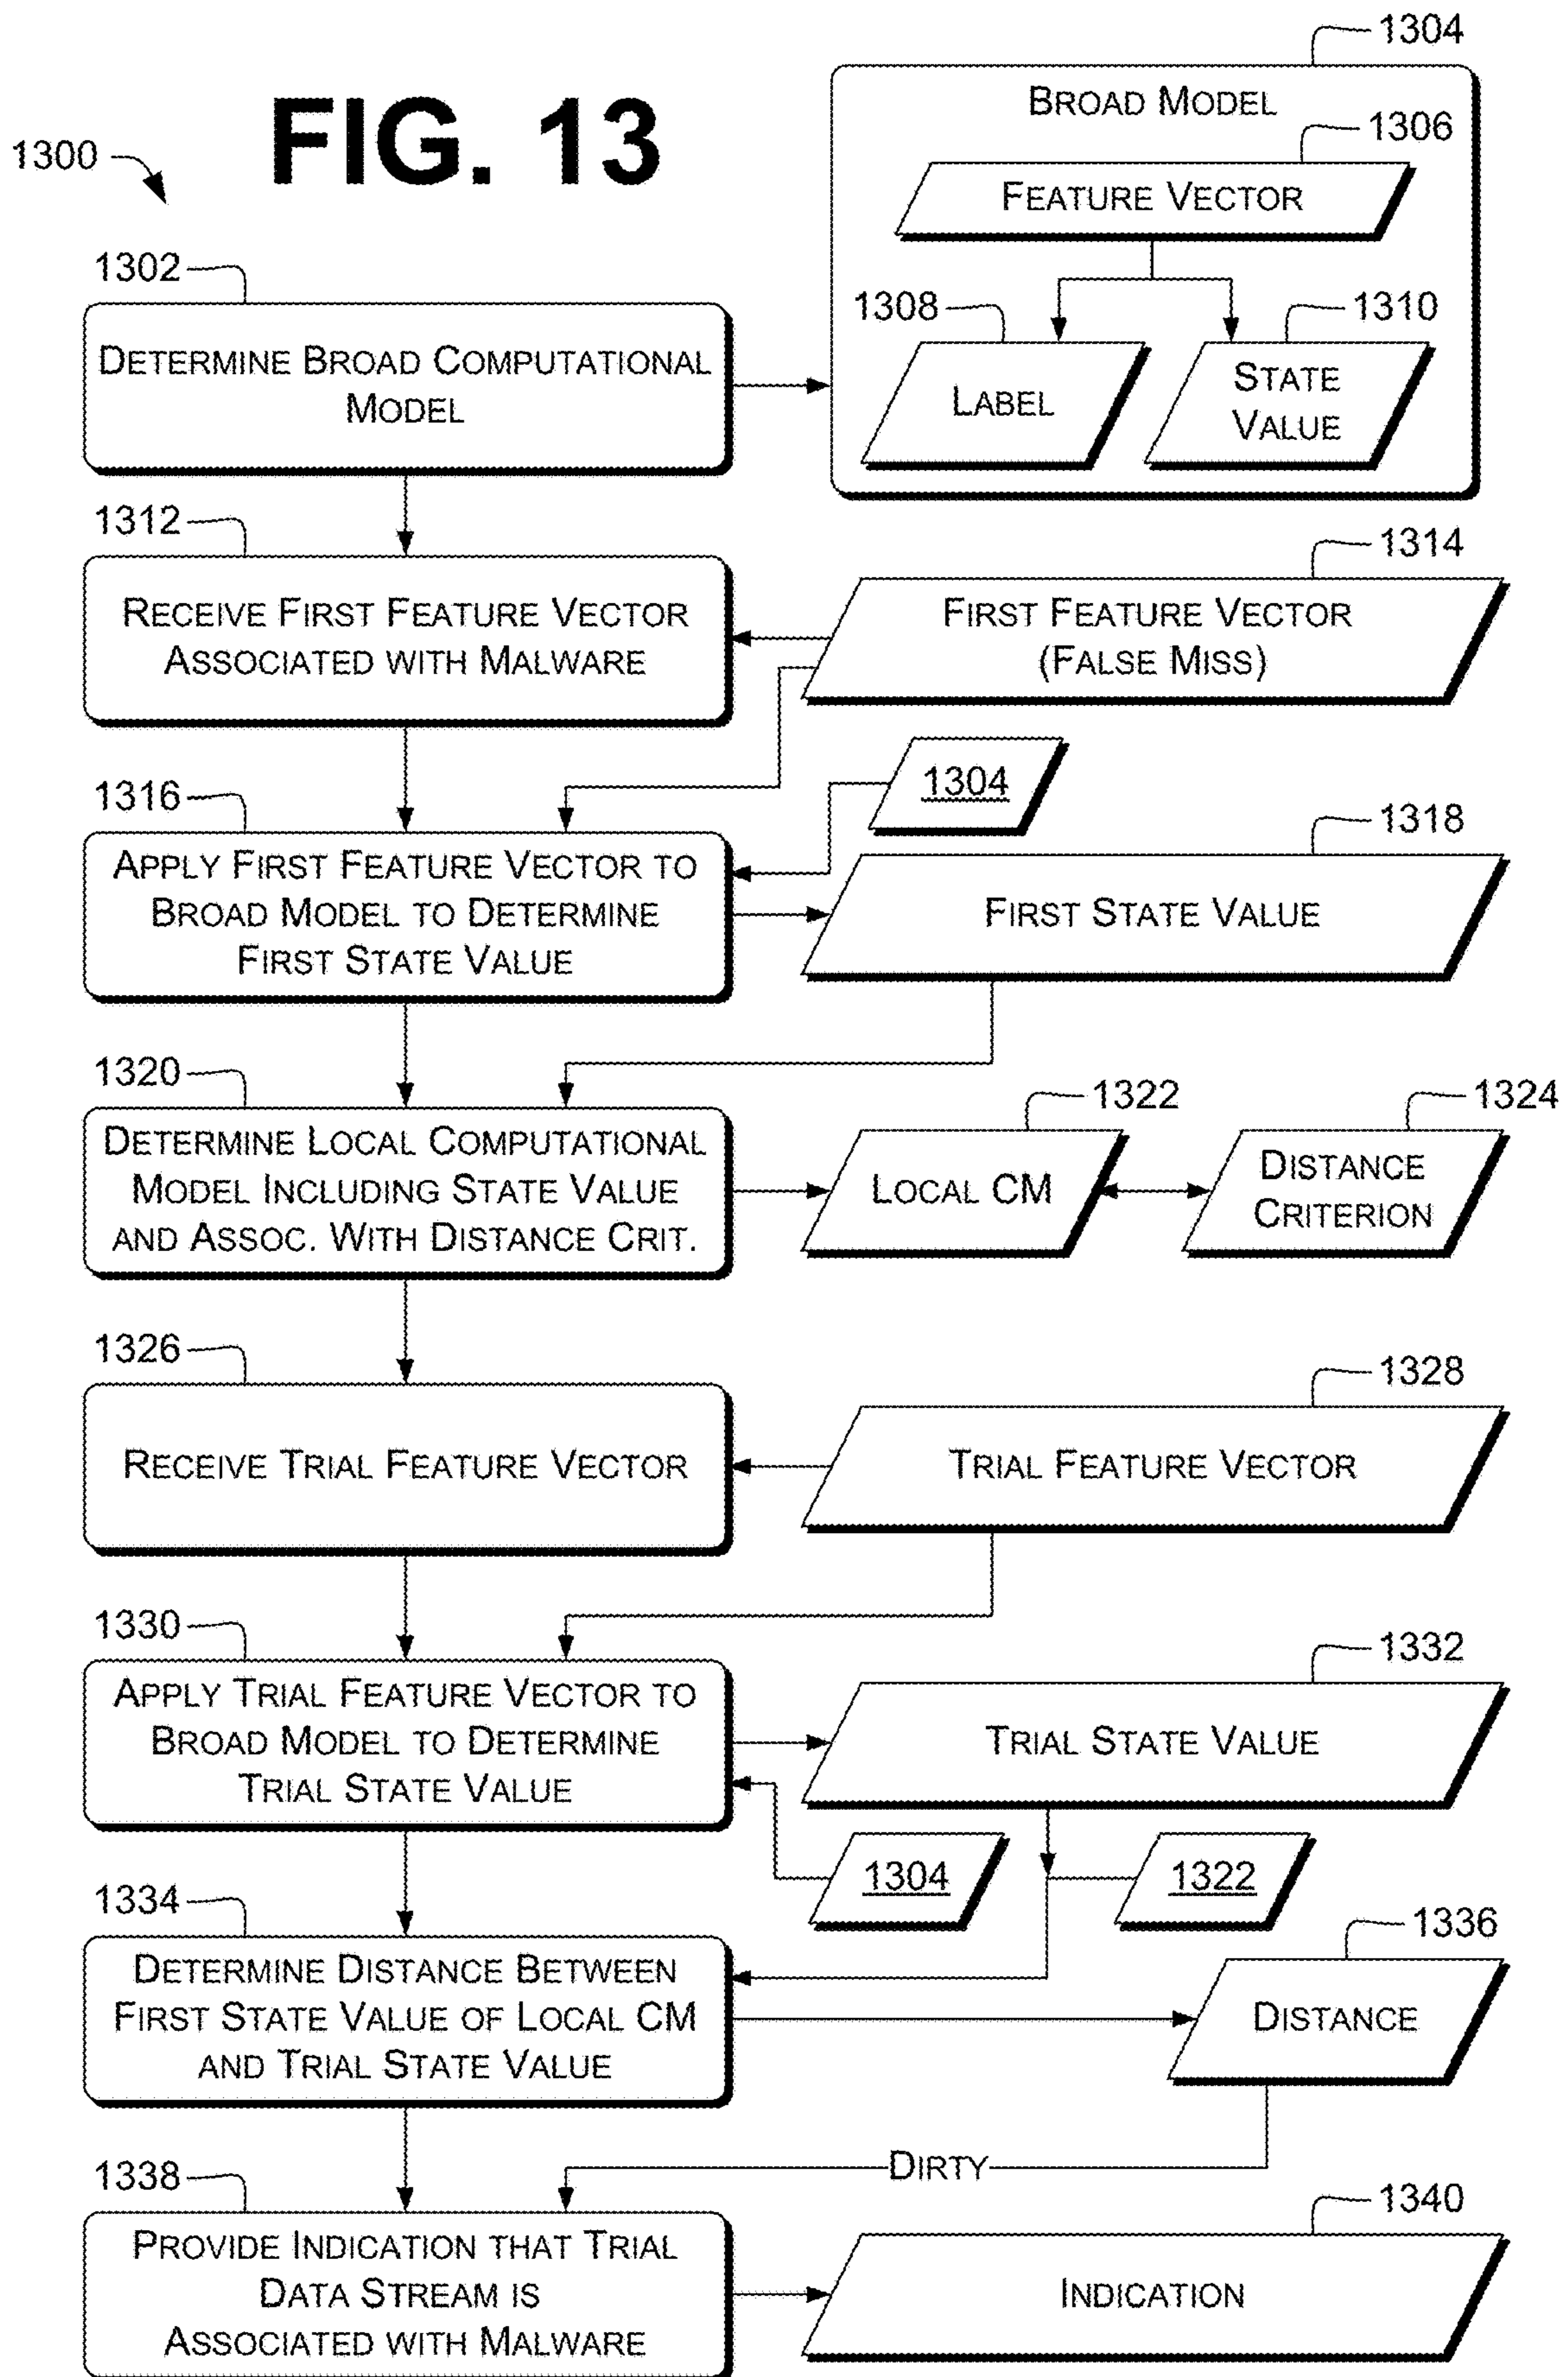 1304
BROAD MODEL
FIG. 13
1300
1306
FEATURE VECTOR
1302
DETERMINE BROAD COMPUTATIONAL
MODEL
1308
1310
LABEL
STATE
VALUE
1312
RECEIVE FIRST FEATURE VECTOR
ASSOCIATED WITH MALWARE
1314
FIRST FEATURE VECTOR
(FALSE MISS)
1304
1316
APPLY FIRST FEATURE VECTOR TO
BROAD MODEL TO DETERMINE
FIRST STATE VALUE
1318
FIRST STATE VALUE
1320
DETERMINE LOCAL COMPUTATIONAL
MODEL INCLUDING STATE VALUE
AND ASSOC. WITH DISTANCE CRIT.
1322
LOCAL CM
1324
DISTANCE
CRITERION
1326
RECEIVE TRIAL FEATURE VECTOR
1328
TRIAL FEATURE VECTOR
1330
APPLY TRIAL FEATURE VECTOR TO
BROAD MODEL TO DETERMINE
TRIAL STATE VALUE
1332
TRIAL STATE VALUE
1304
1322
1334
DETERMINE DISTANCE BETWEEN
FIRST STATE VALUE OF LOCAL CM
AND TRIAL STATE VALUE
1336
DISTANCE
DIRTY
1338
PROVIDE INDICATION THAT TRIAL
DATA STREAM IS
ASSOCIATED WITH MALWARE
1340
INDICATION